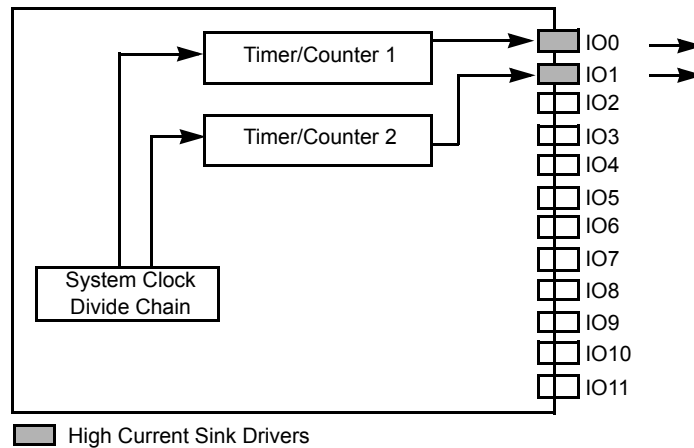 Timer/Counter 1
Timer/Counter 2
System Clock
Divide Chain
IO0
IO1
IO2
IO3
IO4
IO5
IO6
IO7
IO8
IO9
IO10
IO11
High Current Sink Drivers